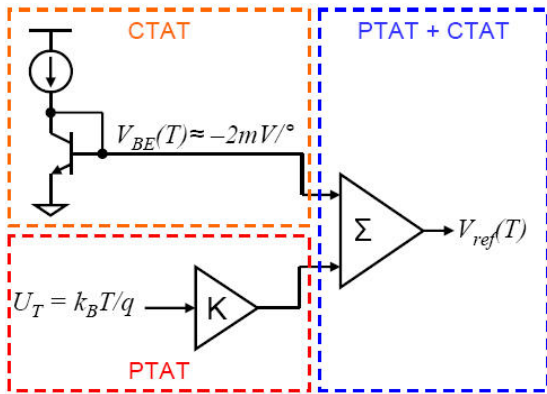 CTAT
PTAT + CTAT
V_BE(T)≈ −2mV/°
Σ
V_ref(T)
U_T = k_BT/q
K
PTAT